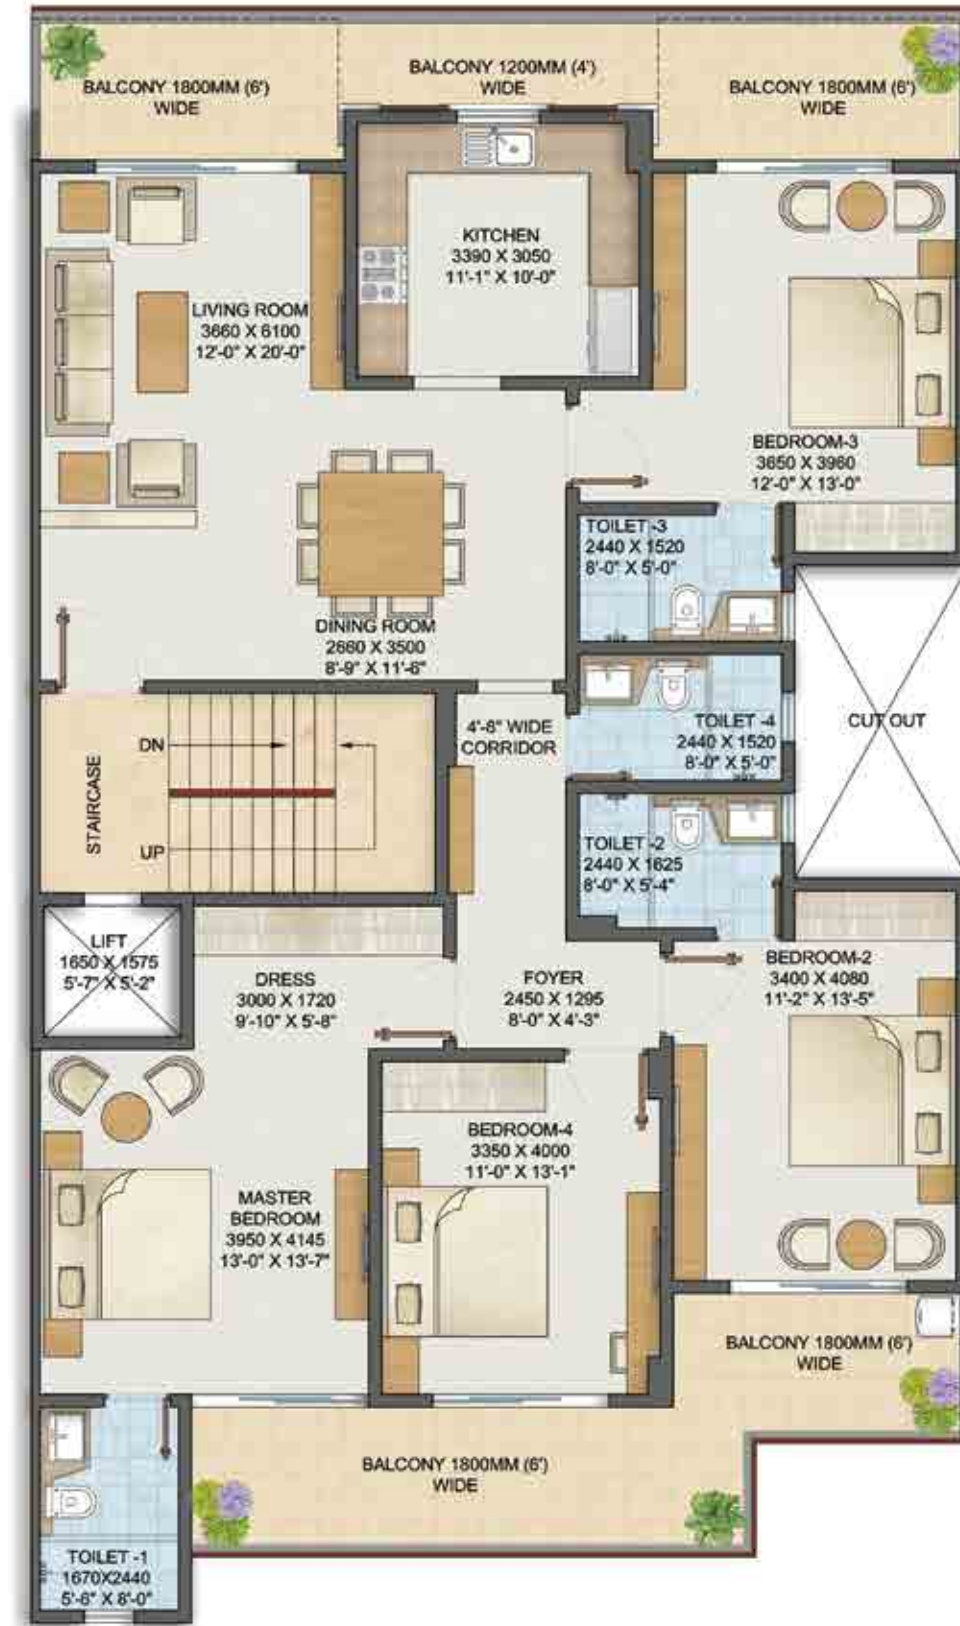 BALCONY 1800MM (6')
WIDE
BALCONY 1200MM (4')
WIDE
BALCONY 1800MM (6')
WIDE
KITCHEN
3390 X 3050
11'-1" X 10'-0"
LIVING ROOM
3660 X 6100
12'-0" X 20'-0"
BEDROOM-3
3650 X 3960
12'-0" X 13'-0"
TOILET -3
2440 X 1520
8'-0" X 5'-0"
DINING ROOM
2660 X 3500
8'-9" X 11'-6"
4'-8" WIDE
CORRIDOR
TOILET -4
2440 X 1520
8'-0" X 5'-0"
CUT OUT
STAIRCASE
DN
UP
TOILET -2
2440 X 1625
8'-0" X 5'-4"
LIFT
1650 X 1575
5'-7" X 5'-2"
DRESS
3000 X 1720
9'-10" X 5'-8"
FOYER
2450 X 1295
8'-0" X 4'-3"
BEDROOM-2
3400 X 4080
11'-2" X 13'-5"
BEDROOM-4
3350 X 4000
11'-0" X 13'-1"
MASTER
BEDROOM
3950 X 4145
13'-0" X 13'-7"
BALCONY 1800MM (6')
WIDE
BALCONY 1800MM (6')
WIDE
TOILET -1
1670X2440
5'-6" X 8'-0"